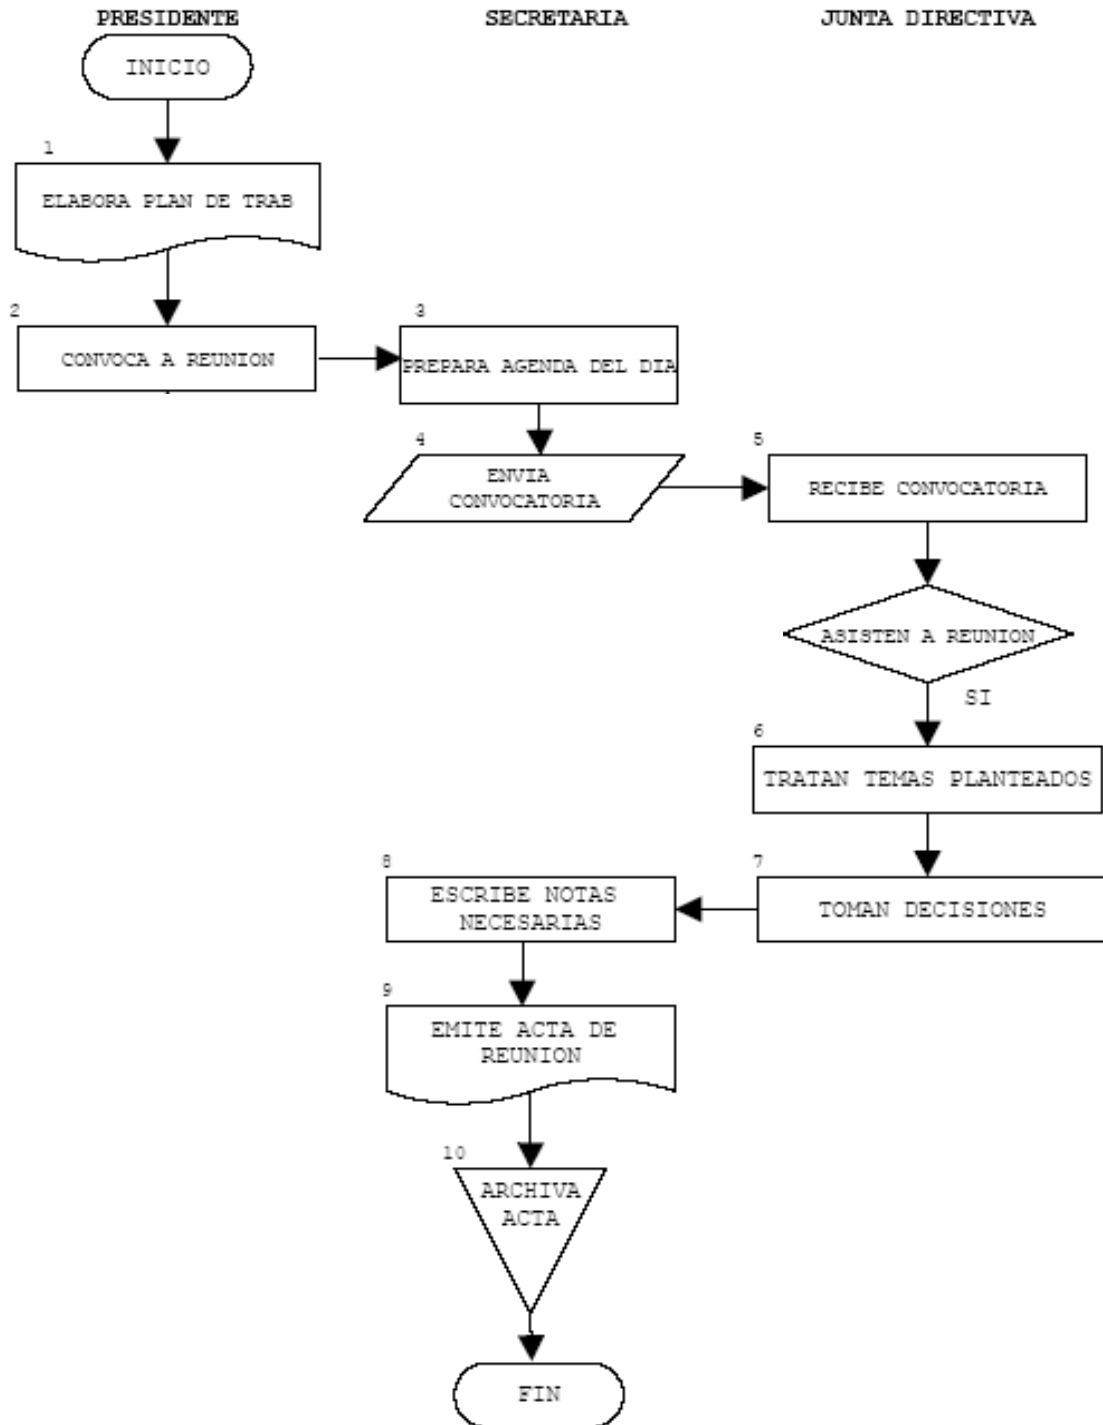 PRESIDENTE
SECRETARIA
JUNTA DIRECTIVA
INICIO
1
ELABORA PLAN DE TRAB
2
CONVOCA A REUNION
3
PREPARA AGENDA DEL DIA
4
ENVIA
CONVOCATORIA
5
RECIBE CONVOCATORIA
ASISTEN A REUNION
SI
6
TRATAN TEMAS PLANTEADOS
7
TOMAN DECISIONES
8
ESCRIBE NOTAS
NECESARIAS
9
EMITE ACTA DE
REUNION
10
ARCHIVA
ACTA
FIN